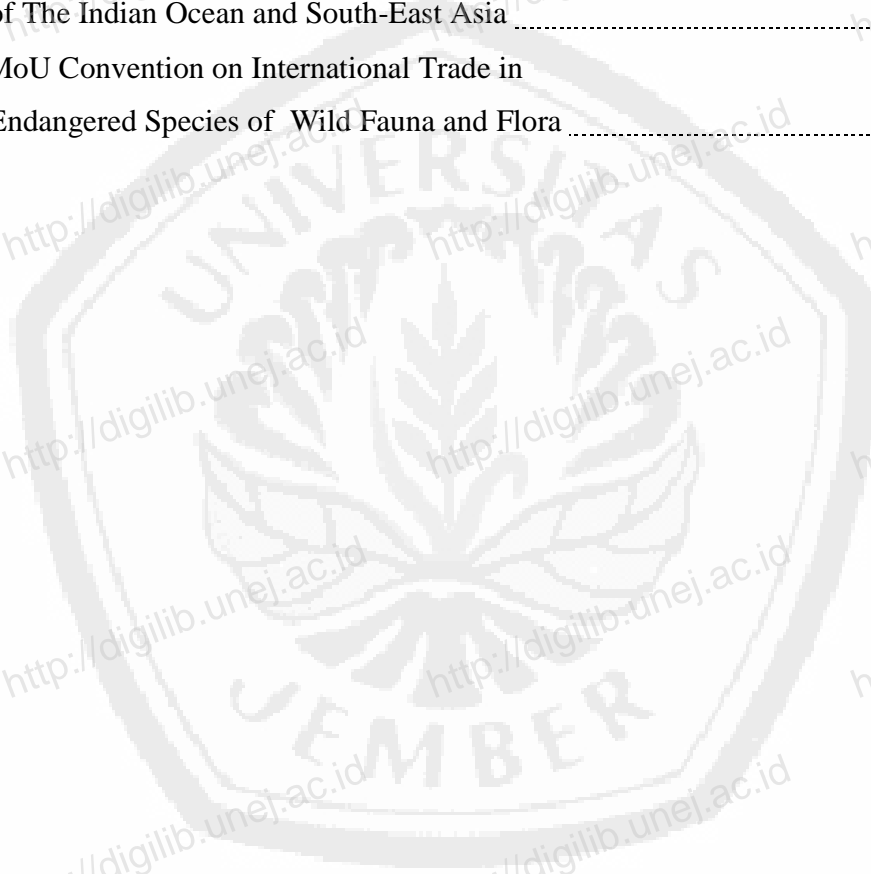 of The Indian Ocean and South-East Asia
MoU Convention on International Trade in
Endangered Species of Wild Fauna and Flora
http://digilib.unej.ac.id
http://digilib.unej.ac.id
UNIVERSITAS
http://digilib.unej.ac.id
http://digilib.unej.ac.id
http://digilib.unej.ac.id
http://digilib.unej.ac.id
JEMBER
http://digilib.unej.ac.id
http://digilib.unej.ac.id